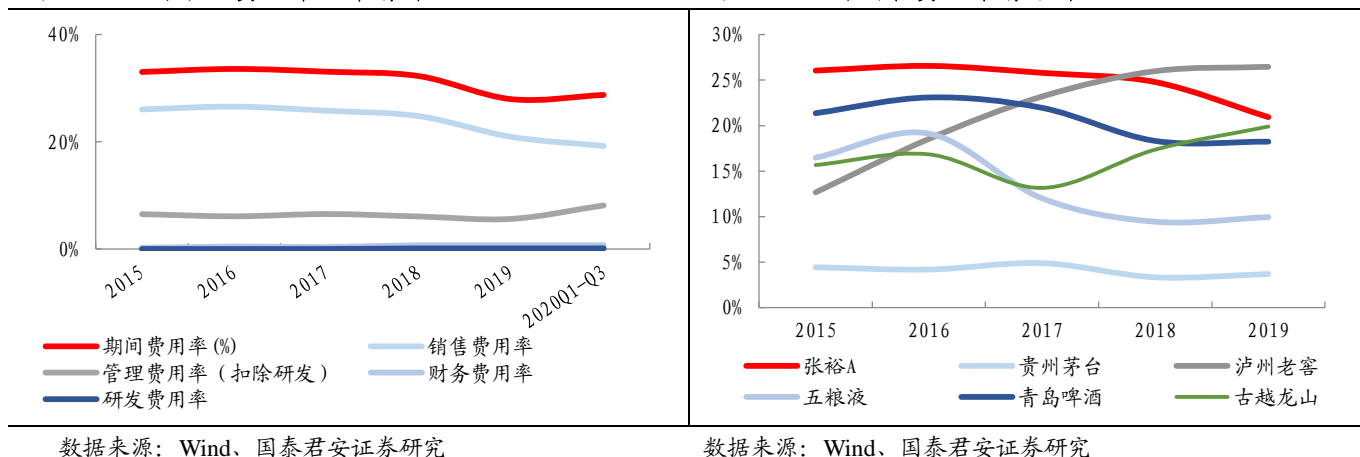 40%
20%
0%
2015
2016
2017
2018
2019
2020Q1-Q3
期间费用率(%)
销售费用率
管理费用率（扣除研发）
财务费用率
研发费用率
数据来源：Wind、国泰君安证券研究
30%
25%
20%
15%
10%
5%
0%
2015 2016 2017 2018 2019
张裕A
贵州茅台
泸州老窖
五粮液
青岛啤酒
古越龙山
数据来源：Wind、国泰君安证券研究